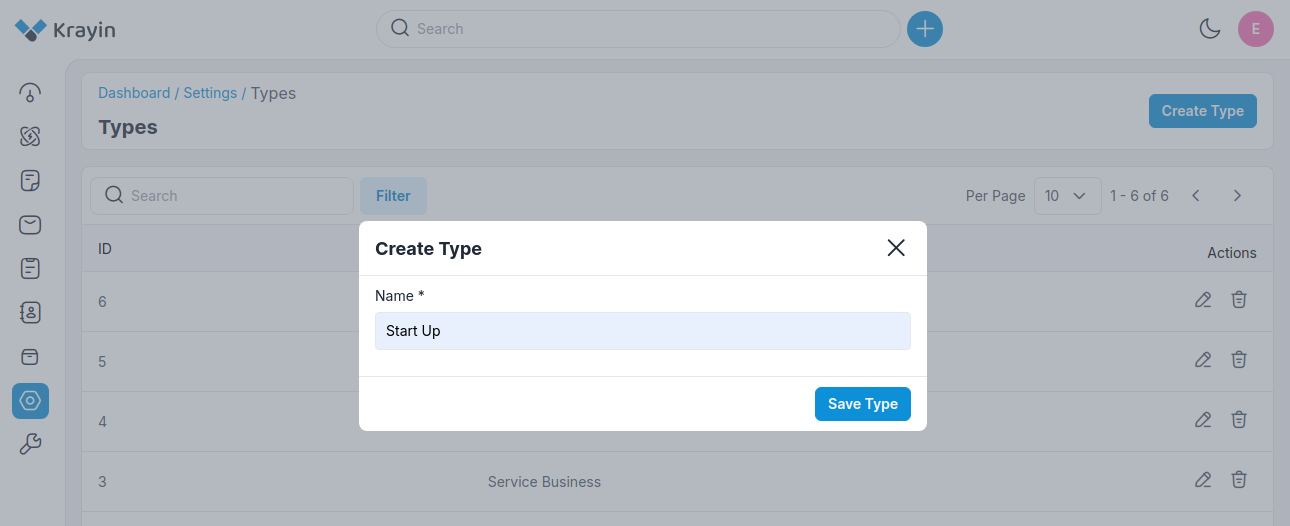 Krayin
Search
E
Dashboard / Settings / Types
Types
Create Type
Search
Filter
Per Page
10
1 - 6 of 6
ID
Actions
Create Type
Name *
Start Up
Save Type
6
5
4
3
Service Business